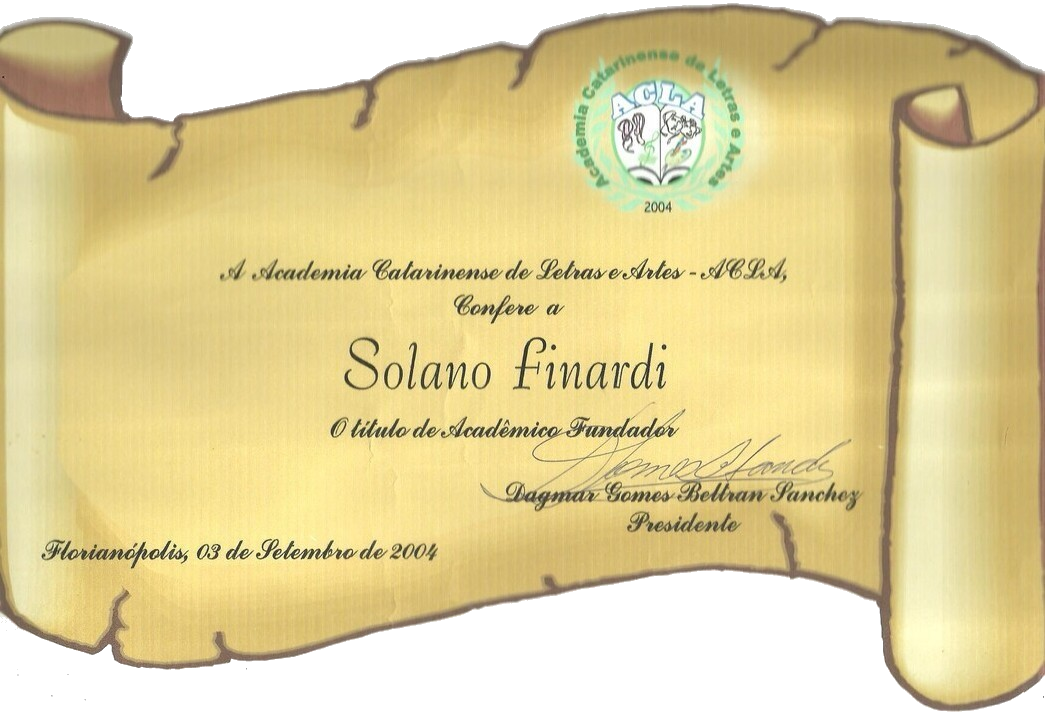 Academia Catarinense de Letras e Artes
ACLA
2004
A Academia Catarinense de Letras e Artes - ACLA,
Confere a
Solano Finardi
O título de Acadêmico Fundador
Dagmar Gomes Beltran Sanchez
Presidente
Florianópolis, 03 de Setembro de 2004